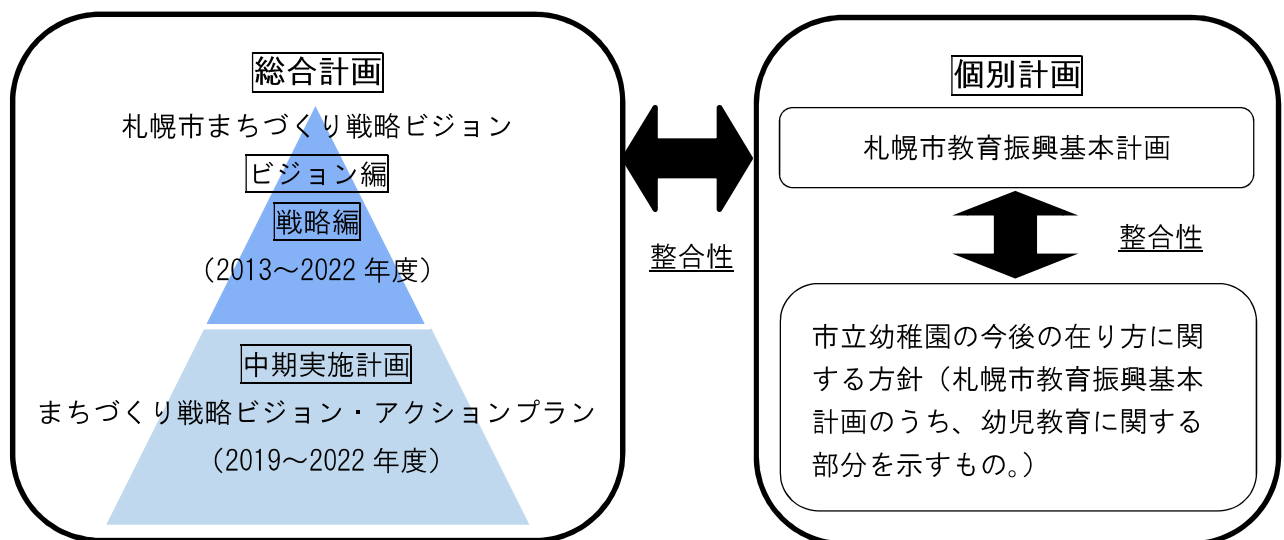 総合計画
札幌市まちづくり戦略ビジョン
ビジョン編
戦略編
（2013～2022 年度）
中期実施計画
まちづくり戦略ビジョン・アクションプラン
（2019～2022 年度）
整合性
個別計画
札幌市教育振興基本計画
整合性
市立幼稚園の今後の在り方に関
する方針（札幌市教育振興基本
計画のうち、幼児教育に関する
部分を示すもの。）